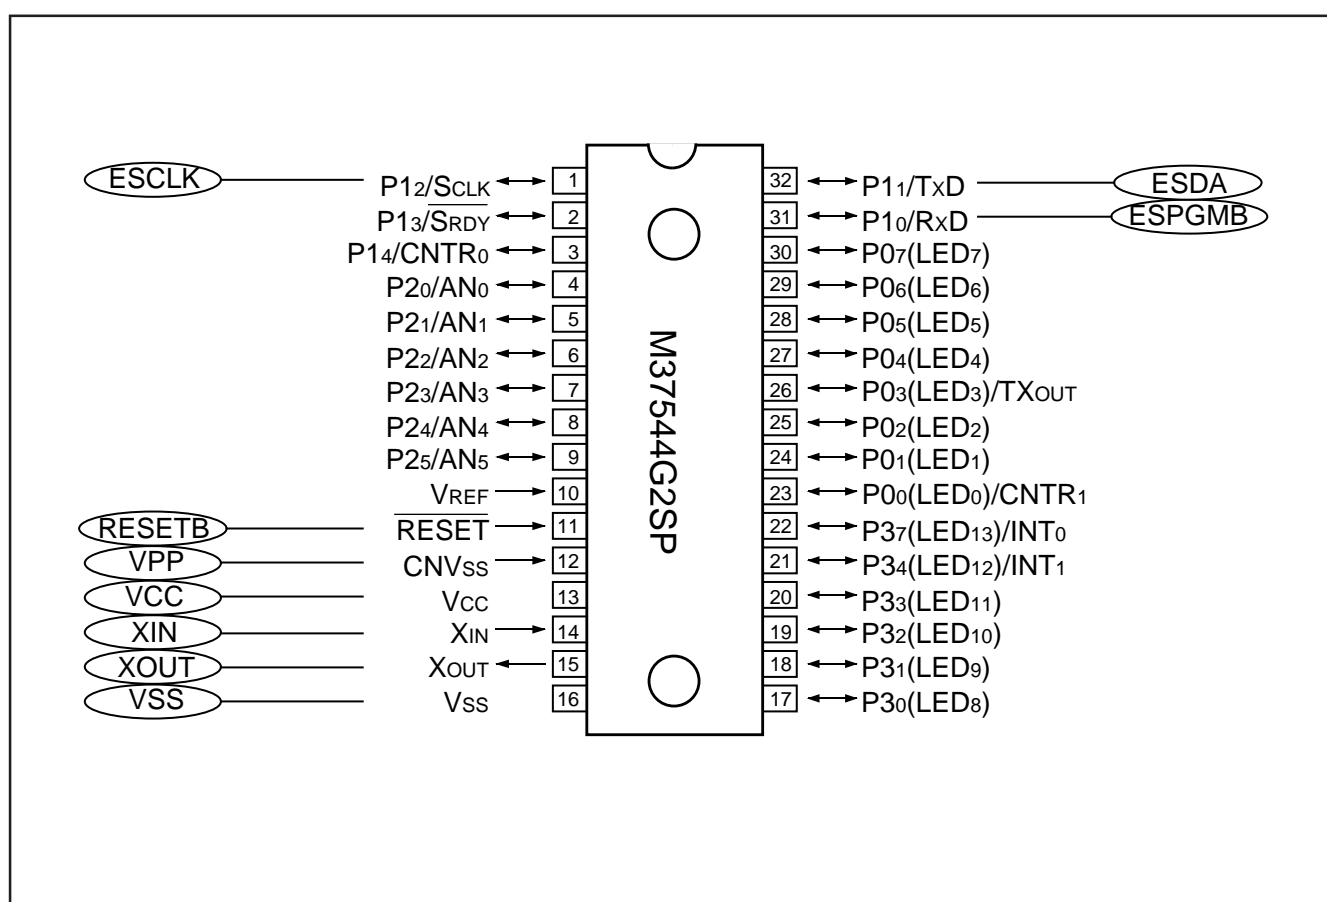 ESCLK P12/SCLK 1 32 P11/TXD ESDA
P13/SRDY 2 31 P10/RXD ESPGMB
P14/CNTR0 3 30 P07(LED7)
P20/AN0 4 29 P06(LED6)
P21/AN1 5 28 P05(LED5)
P22/AN2 6 27 P04(LED4)
P23/AN3 7 26 P03(LED3)/TXOUT
P24/AN4 8 25 P02(LED2)
P25/AN5 9 24 P01(LED1)
VREF 10 23 P00(LED0)/CNTR1
RESETB RESET 11 22 P37(LED13)/INT0
VPP CNVSS 12 21 P34(LED12)/INT1
VCC VCC 13 20 P33(LED11)
XIN XIN 14 19 P32(LED10)
XOUT XOUT 15 18 P31(LED9)
VSS VSS 16 17 P30(LED8)
M37544G2SP